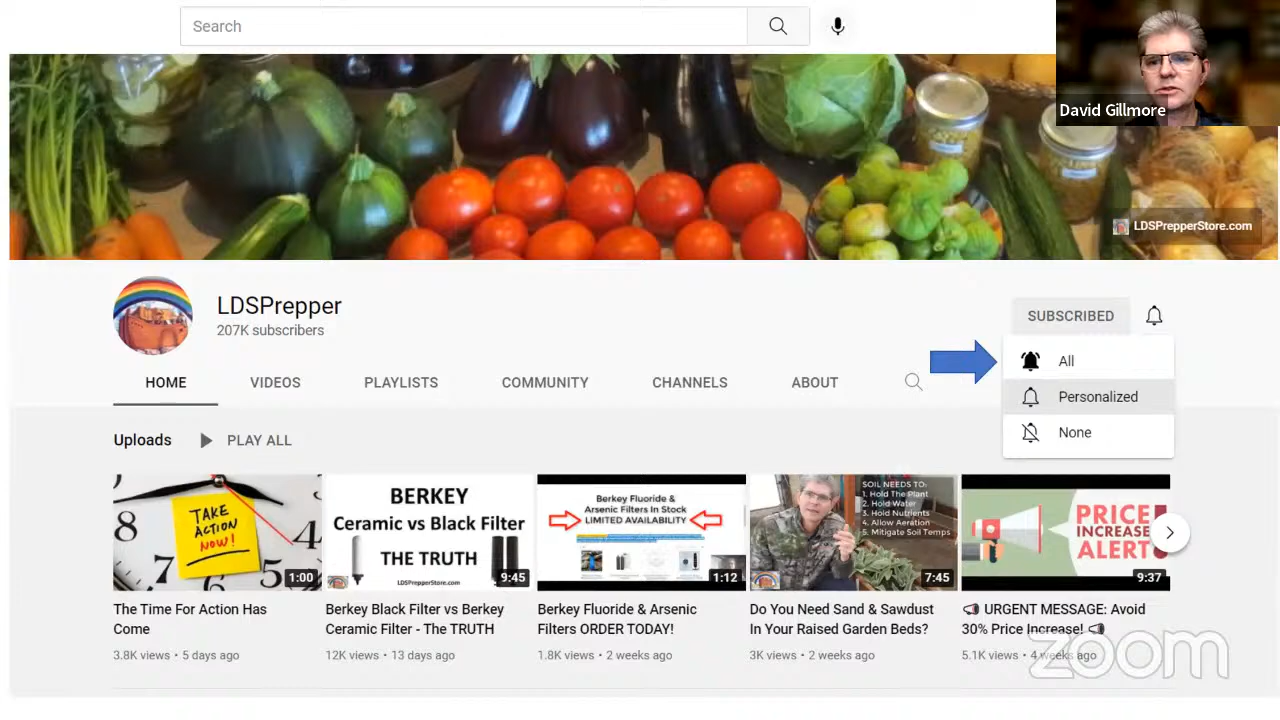 Search
David Gillmore
LDSPrepperStore.com
LDSPrepper
207K subscribers
SUBSCRIBED
All
Personalized
None
HOME
VIDEOS
PLAYLISTS
COMMUNITY
CHANNELS
ABOUT
Uploads
PLAY ALL
8
4
5
TAKE
ACTION
NOW!
1:00
The Time For Action Has
Come
3.8K views • 5 days ago
BERKEY
Ceramic vs Black Filter
THE TRUTH
LDSPrepperStore.com
9:45
Berkey Black Filter vs Berkey
Ceramic Filter - The TRUTH
12K views • 13 days ago
Berkey Fluoride &
Arsenic Filters In Stock
LIMITED AVAILABILITY
1:12
Berkey Fluoride & Arsenic
Filters ORDER TODAY!
1.8K views • 2 weeks ago
SOIL NEEDS TO:
1. Hold The Plant
2. Hold Water
3. Hold Nutrients
4. Allow Aeration
5. Mitigate Soil Temps
7:45
Do You Need Sand & Sawdust
In Your Raised Garden Beds?
3K views • 2 weeks ago
PRICE
INCREASE
ALERT!
9:37
URGENT MESSAGE: Avoid
30% Price Increase!
5.1K views • 4 weeks ago
zoom